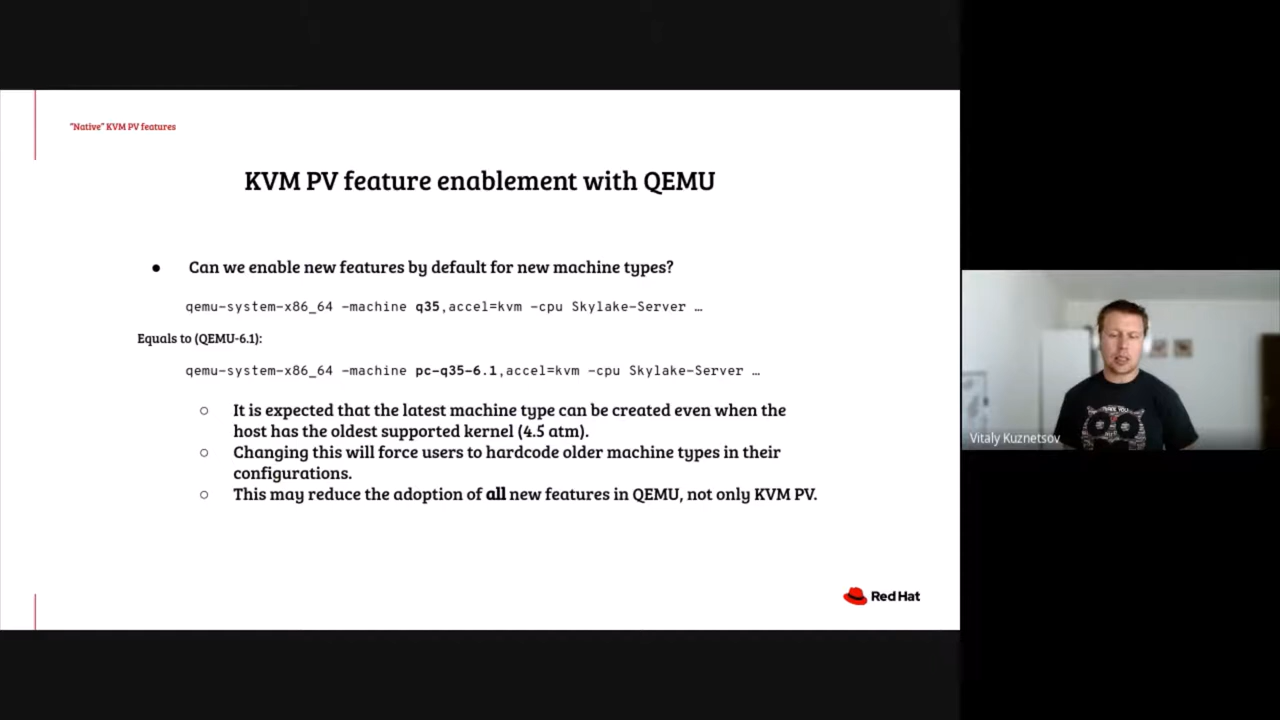 "Native" KVM PV features
KVM PV feature enablement with QEMU
● Can we enable new features by default for new machine types?
qemu-system-x86_64 -machine q35,accel=kvm -cpu Skylake-Server …
Equals to (QEMU-6.1):
qemu-system-x86_64 -machine pc-q35-6.1,accel=kvm -cpu Skylake-Server …
○ It is expected that the latest machine type can be created even when the
host has the oldest supported kernel (4.5 atm).
○ Changing this will force users to hardcode older machine types in their
configurations.
○ This may reduce the adoption of all new features in QEMU, not only KVM PV.
Red Hat
Vitaly Kuznetsov